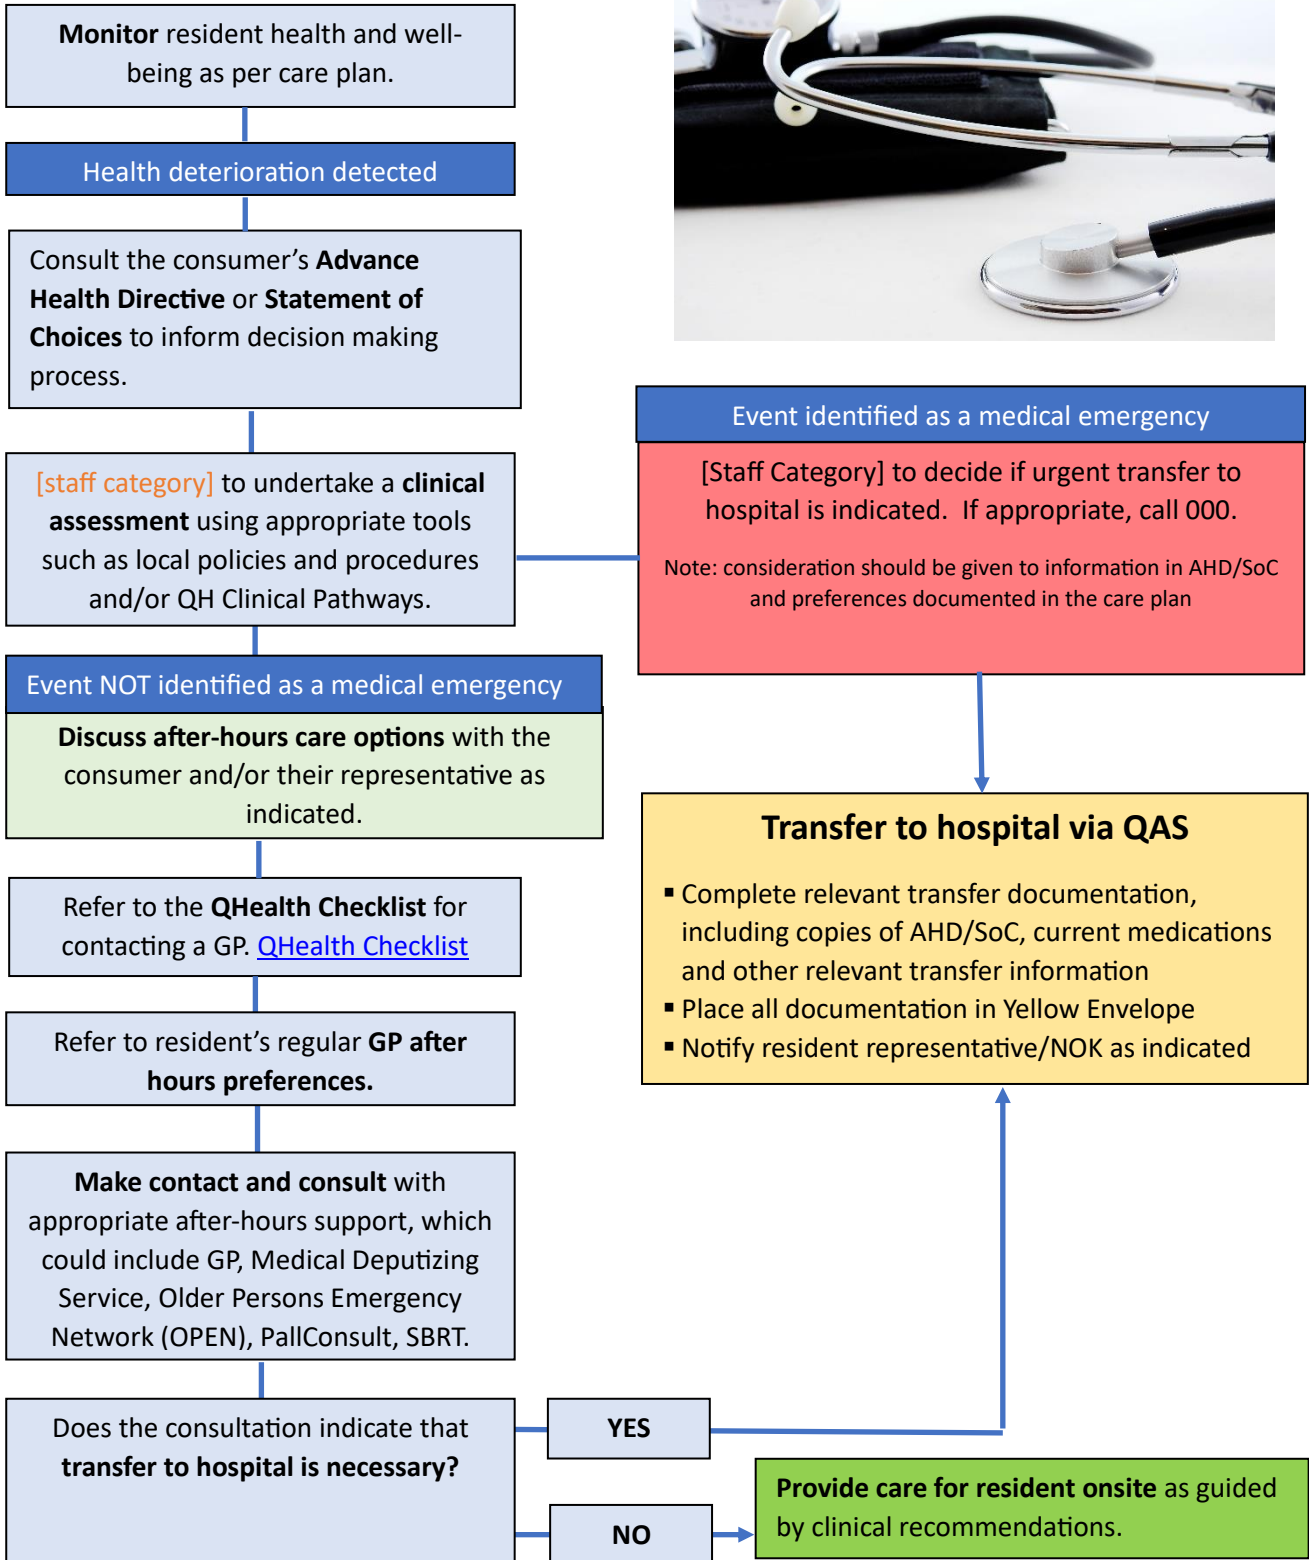 Monitor resident health and well-
being as per care plan.
Health deterioration detected
Consult the consumer’s Advance
Health Directive or Statement of
Choices to inform decision making
process.
[staff category] to undertake a clinical
assessment using appropriate tools
such as local policies and procedures
and/or QH Clinical Pathways.
Event identified as a medical emergency
[Staff Category] to decide if urgent transfer to
hospital is indicated.  If appropriate, call 000.
Note: consideration should be given to information in AHD/SoC
and preferences documented in the care plan
Event NOT identified as a medical emergency
Discuss after-hours care options with the
consumer and/or their representative as
indicated.
Transfer to hospital via QAS
▪ Complete relevant transfer documentation,
including copies of AHD/SoC, current medications
and other relevant transfer information
▪ Place all documentation in Yellow Envelope
▪ Notify resident representative/NOK as indicated
Refer to the QHealth Checklist for
contacting a GP. QHealth Checklist
Refer to resident’s regular GP after
hours preferences.
Make contact and consult with
appropriate after-hours support, which
could include GP, Medical Deputizing
Service, Older Persons Emergency
Network (OPEN), PallConsult, SBRT.
Does the consultation indicate that
transfer to hospital is necessary?
YES
NO
Provide care for resident onsite as guided
by clinical recommendations.